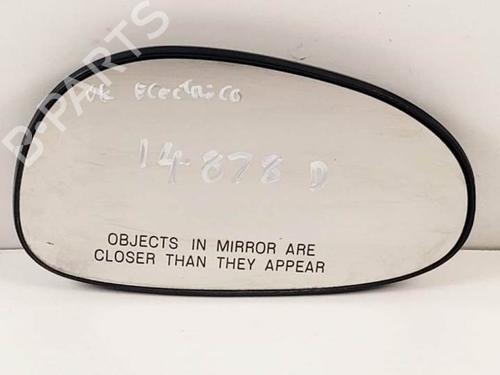 OK Electrico
14878 D
OBJECTS IN MIRROR ARE
CLOSER THAN THEY APPEAR
D-PARTS